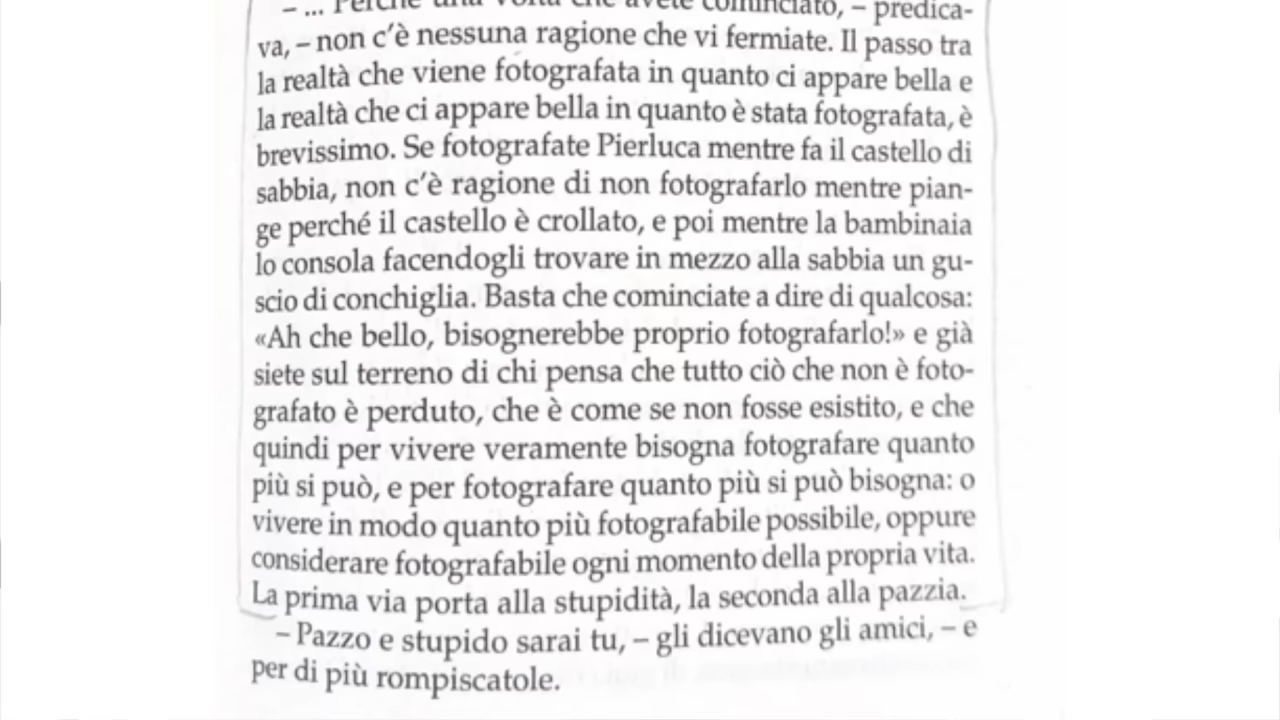 – ... Perché una volta che avete cominciato, – predica-
va, – non c'è nessuna ragione che vi fermiate. Il passo tra
la realtà che viene fotografata in quanto ci appare bella e
la realtà che ci appare bella in quanto è stata fotografata, è
brevissimo. Se fotografate Pierluca mentre fa il castello di
sabbia, non c'è ragione di non fotografarlo mentre pian-
ge perché il castello è crollato, e poi mentre la bambinaia
lo consola facendogli trovare in mezzo alla sabbia un gu-
scio di conchiglia. Basta che cominciate a dire di qualcosa:
«Ah che bello, bisognerebbe proprio fotografarlo!» e già
siete sul terreno di chi pensa che tutto ciò che non è foto-
grafato è perduto, che è come se non fosse esistito, e che
quindi per vivere veramente bisogna fotografare quanto
più si può, e per fotografare quanto più si può bisogna: o
vivere in modo quanto più fotografabile possibile, oppure
considerare fotografabile ogni momento della propria vita.
La prima via porta alla stupidità, la seconda alla pazzia.
– Pazzo e stupido sarai tu, – gli dicevano gli amici, – e
per di più rompiscatole.